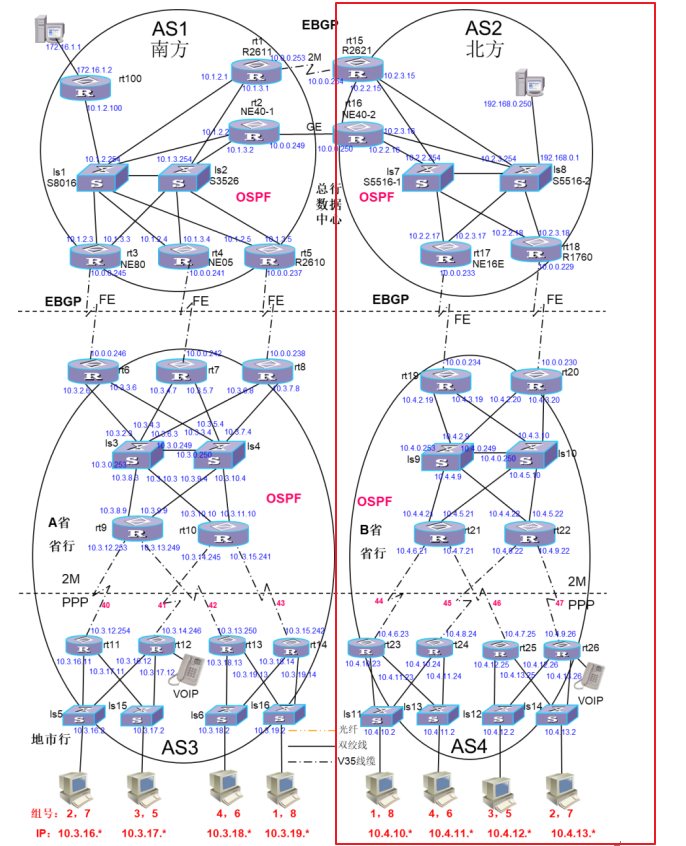 AS1
南方
EBGP
AS2
北方
172.16.1.1
rt1
R2611
10.0.0.253
2M
rt15
R2621
172.16.1.2
rt100
10.1.2.1
10.1.3.1
10.0.0.254
2.2.15
10.2.3.15
10.1.2.100
rt2
NE40-1
rt16
NE40-2
192.168.0.250
10.1.3.2
10.0.0.249
GE
10.0.0.250
10.2.2.16
10.2.3.16
10.1.2.254
10.1.3.254
10.2.2.254
10.2.3.254
192.168.0.1
ls1
S8016
ls2
S3526
ls7
S5516-1
ls8
S5516-2
OSPF
总行
数据
中心
OSPF
10.1.2.3
10.1.3.3
10.1.2.4
10.1.3.4
10.1.2.5
10.1.3.5
10.2.2.17
10.2.3.17
10.2.2.18
10.2.3.18
rt3
NE80
rt4
NE05
rt5
R2610
rt17
NE16E
rt18
R1760
10.0.0.245
10.0.0.241
10.0.0.237
10.0.0.233
10.0.0.229
EBGP
FE
FE
FE
EBGP
FE
FE
10.0.0.246
10.0.0.242
10.0.0.238
10.0.0.234
10.0.0.230
rt6
rt7
rt8
rt19
rt20
10.3.2.6
10.3.3.6
10.3.4.7
10.3.5.7
10.3.6.8
10.3.7.8
10.4.2.19
10.4.3.19
10.4.2.20
10.4.3.20
10.3.2.3
10.3.4.3
10.3.6.3
10.3.3.4
10.3.5.4
10.3.7.4
10.4.2.9
10.4.3.10
ls3
ls4
10.3.0.249
10.3.0.250
10.3.0.253
10.4.0.253
10.4.0.249
10.4.0.250
ls9
ls10
10.3.8.3
10.3.10.3
10.3.9.4
10.3.10.4
10.4.4.9
10.4.5.10
OSPF
OSPF
10.3.8.9
10.3.9.9
10.3.10.10
10.3.11.10
10.4.4.21
10.4.5.21
10.4.4.22
10.4.5.22
A省
省行
rt9
rt10
B省
省行
rt21
rt22
10.3.12.253
10.3.13.249
10.3.14.245
10.3.15.241
10.4.6.21
10.4.7.21
10.4.8.22
10.4.9.22
2M
PPP
40
41
42
43
44
45
46
47
2M
PPP
10.3.12.254
10.3.14.246
10.3.13.250
10.3.15.242
10.4.6.23
10.4.8.24
10.4.7.25
10.4.9.26
rt11
rt12
rt13
rt14
rt23
rt24
rt25
rt26
10.3.16.11
10.3.17.11
10.3.16.12
10.3.17.12
10.3.18.13
10.3.19.13
10.3.18.14
10.3.19.14
10.4.10.23
10.4.11.23
10.4.10.24
10.4.11.24
10.4.12.25
10.4.13.25
10.4.12.26
10.4.13.26
VOIP
VOIP
ls5
ls15
ls6
ls16
ls11
ls13
ls12
ls14
10.3.16.2
10.3.17.2
10.3.18.2
10.3.19.2
10.4.10.2
10.4.11.2
10.4.12.2
10.4.13.2
地市行
AS3
光纤
双绞线
V35线缆
AS4
组号: 2, 7
3, 5
4, 6
1, 8
1, 8
4, 6
3, 5
2, 7
IP: 10.3.16.*
10.3.17.*
10.3.18.*
10.3.19.*
10.4.10.*
10.4.11.*
10.4.12.*
10.4.13.*